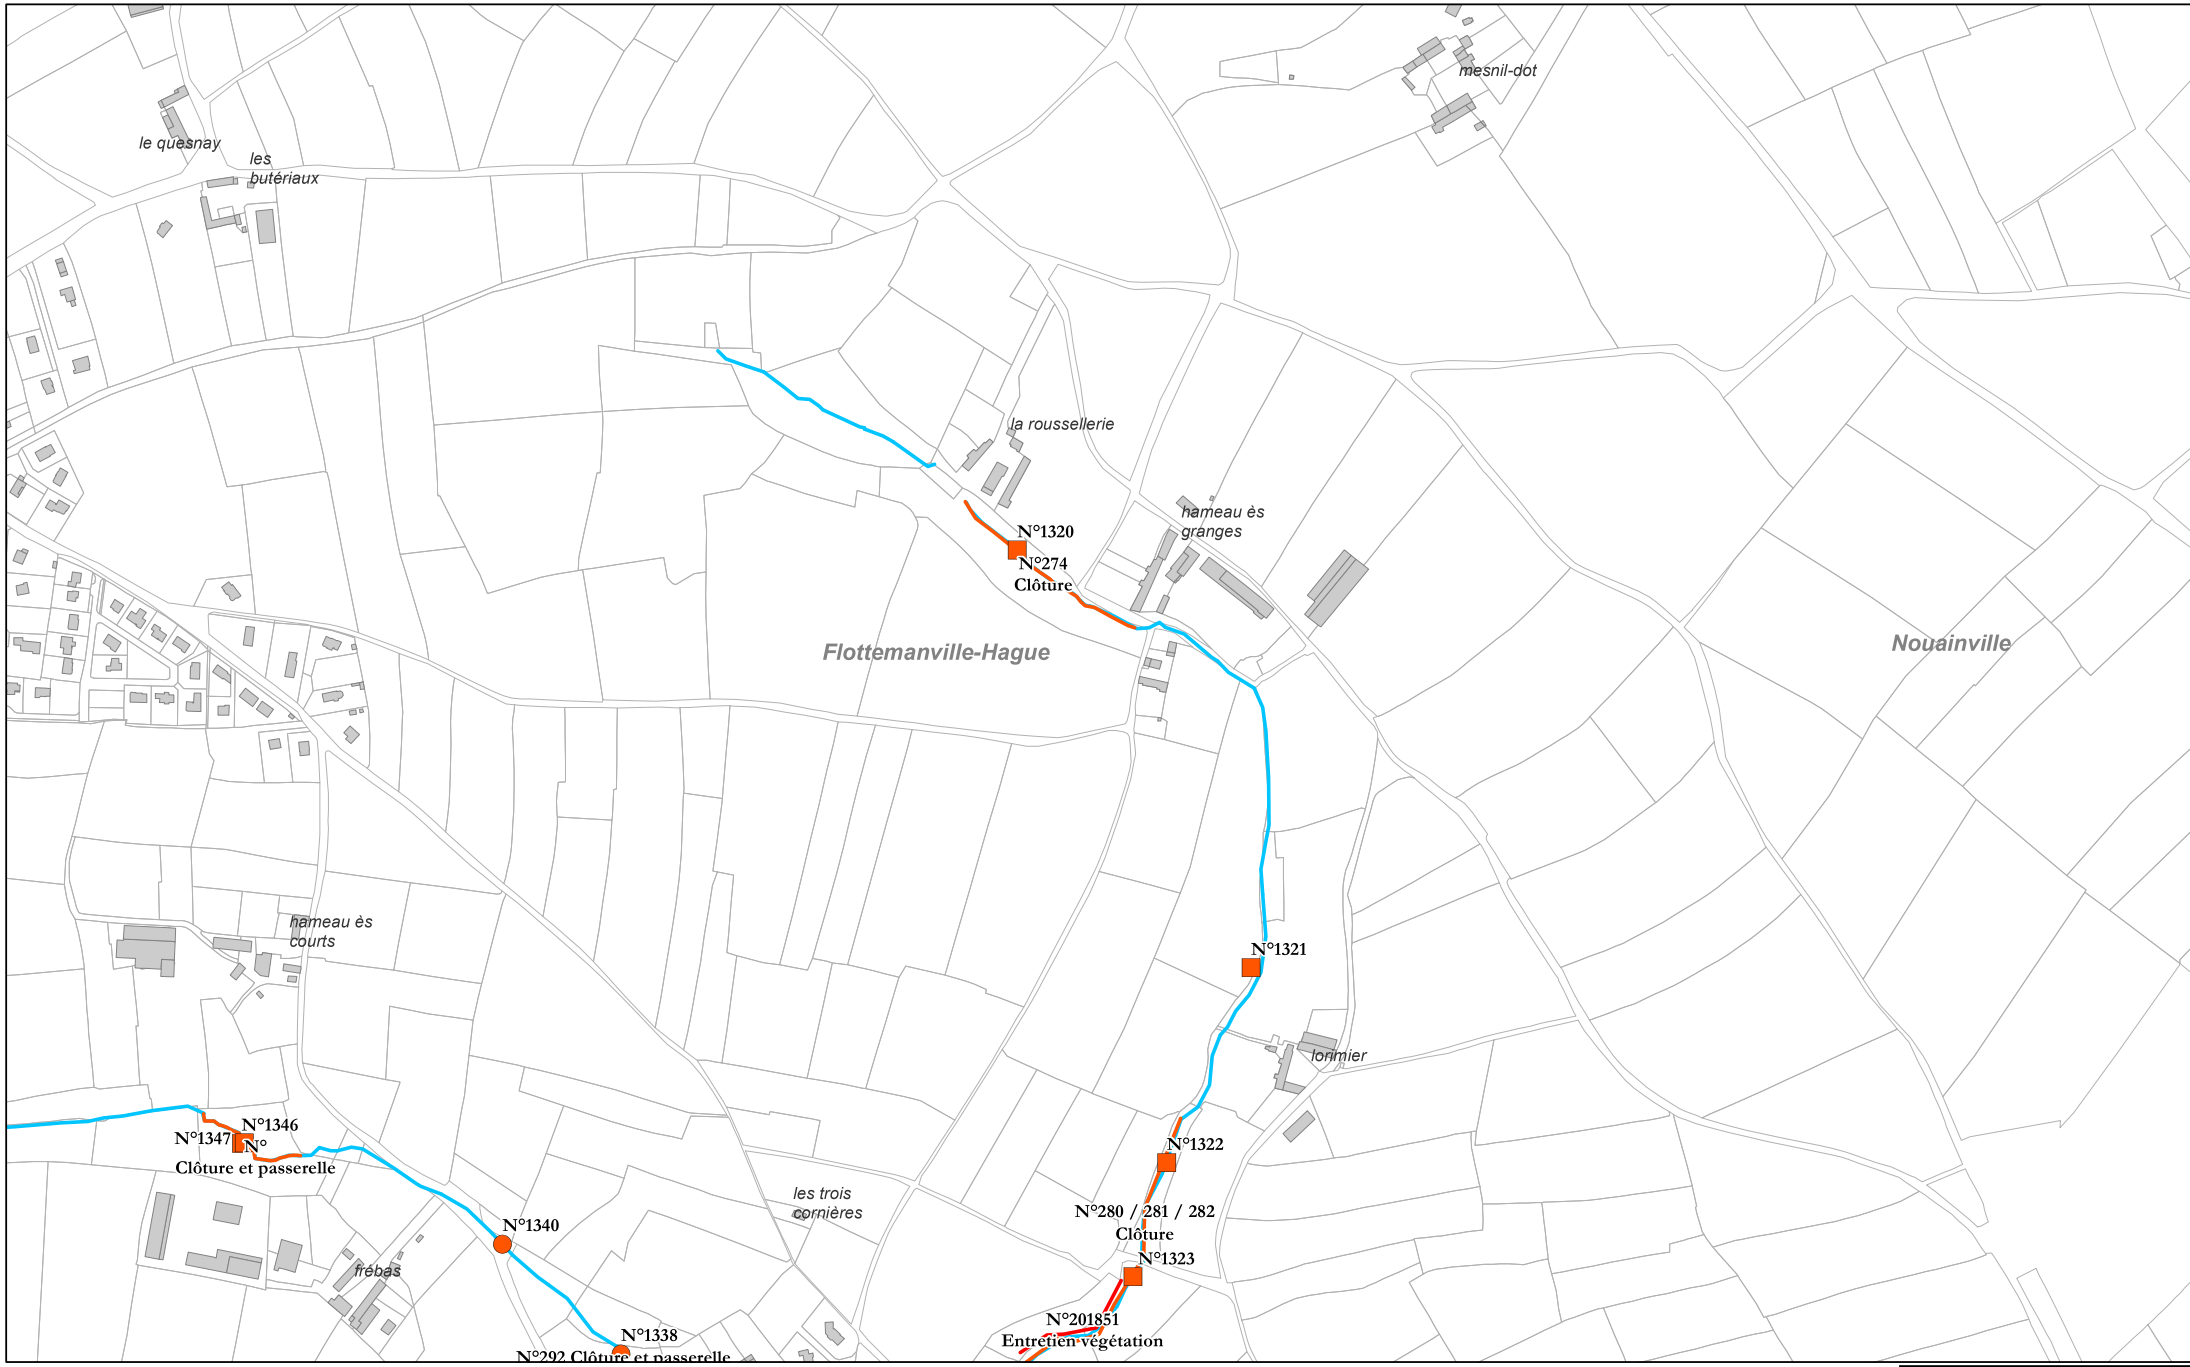 mesnil-dot
le quesnay
les
butériaux
la roussellerie
hameau ès
granges
N°1320
N°274
Clôture
Flottemanville-Hague
Nouainville
hameau ès
courts
N°1321
lorimier
N°1346
N°1347
N°
Clôture et passerelle
N°1322
les trois
cornières
N°280 / 281 / 282
Clôture
N°1340
N°1323
frébas
N°201851
Entretien végétation
N°1338
N°292 Clôture et passerelle